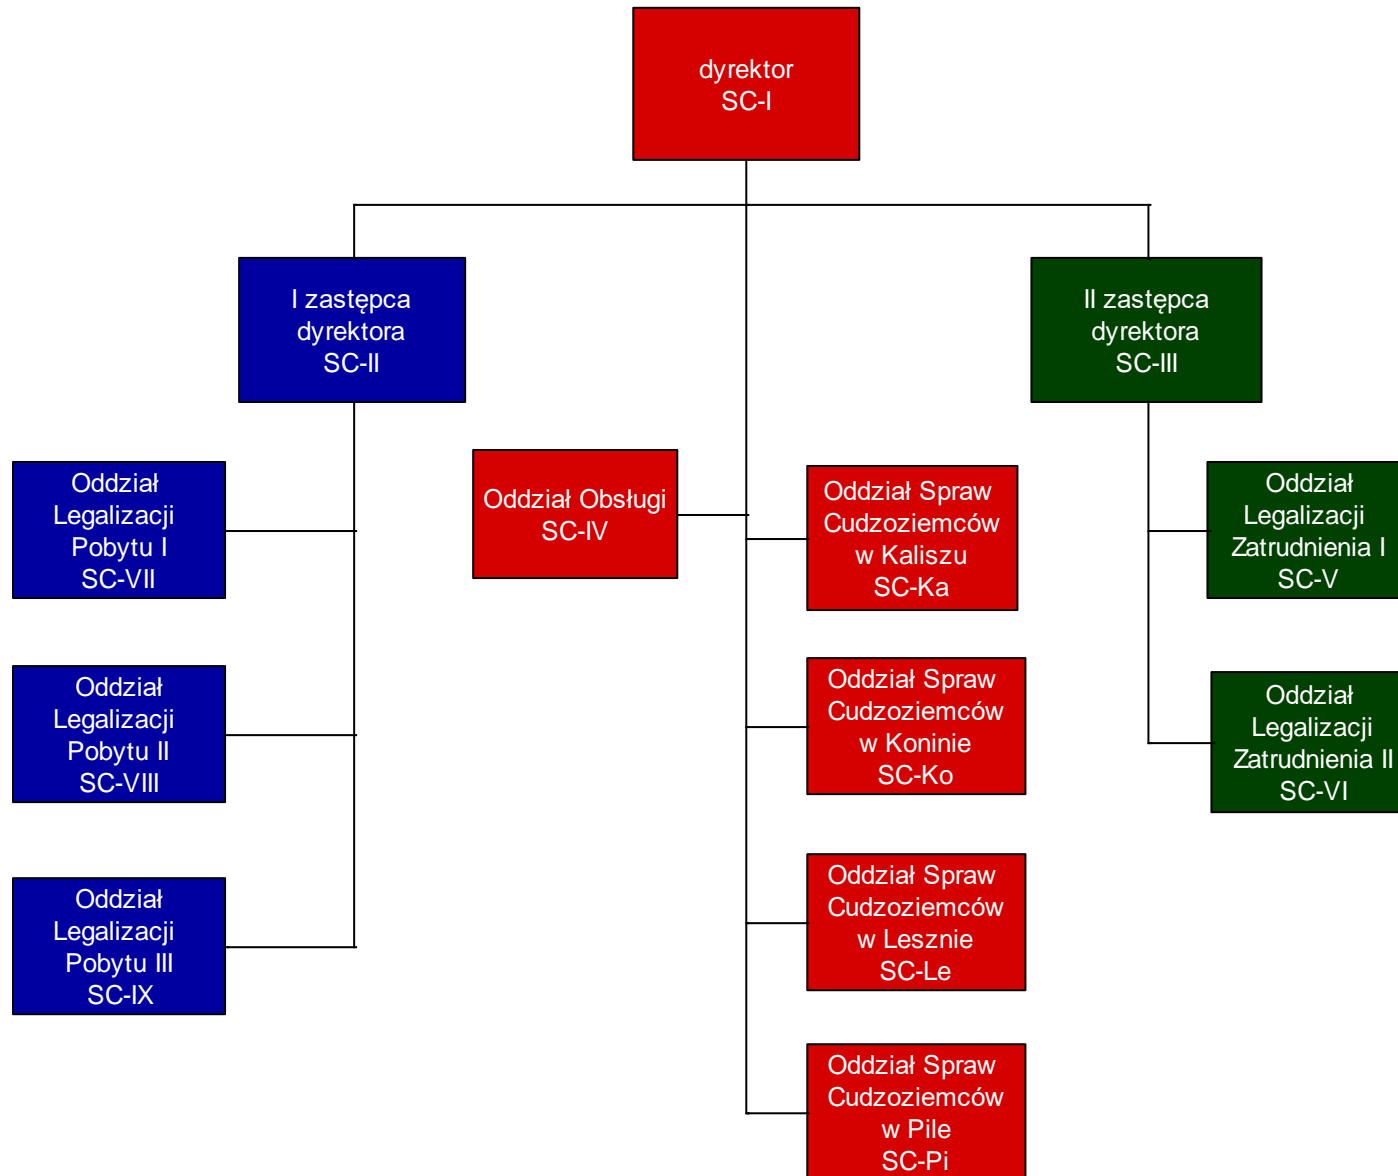 dyrektor
SC-I
I zastępca
dyrektora
SC-II
II zastępca
dyrektora
SC-III
Oddział
Legalizacji
Pobytu I
SC-VII
Oddział Obsługi
SC-IV
Oddział Spraw
Cudzoziemców
w Kaliszu
SC-Ka
Oddział
Legalizacji
Zatrudnienia I
SC-V
Oddział
Legalizacji
Pobytu II
SC-VIII
Oddział Spraw
Cudzoziemców
w Koninie
SC-Ko
Oddział
Legalizacji
Zatrudnienia II
SC-VI
Oddział
Legalizacji
Pobytu III
SC-IX
Oddział Spraw
Cudzoziemców
w Lesznie
SC-Le
Oddział Spraw
Cudzoziemców
w Pile
SC-Pi